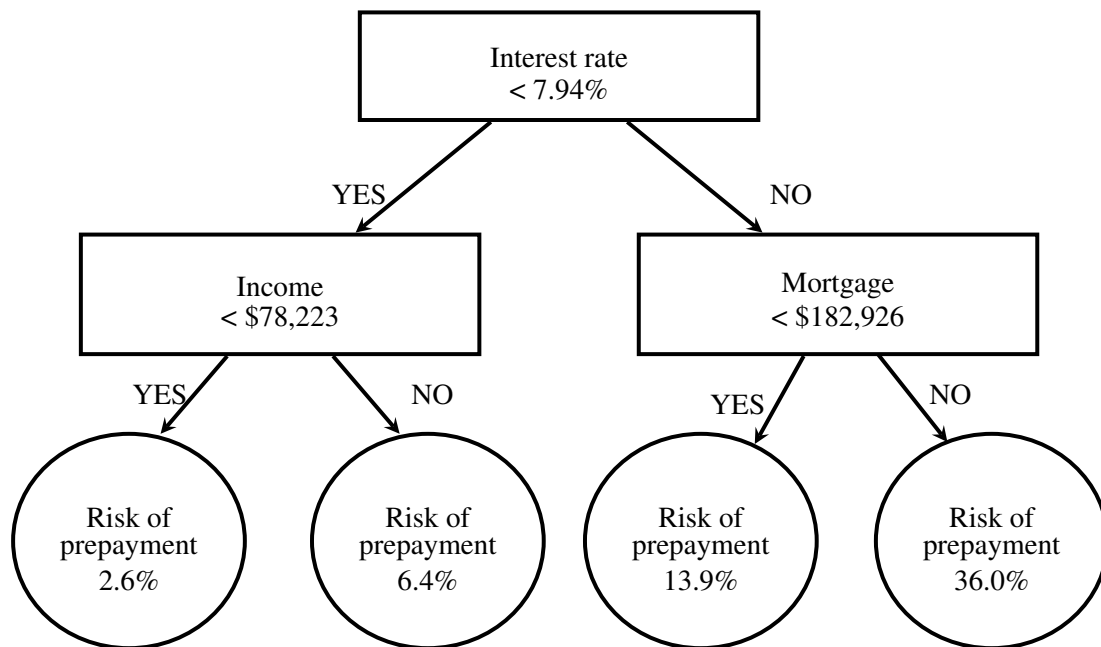 Interest rate
< 7.94%
YES
NO
Income
< $78,223
Mortgage
< $182,926
YES
NO
YES
NO
Risk of
prepayment
2.6%
Risk of
prepayment
6.4%
Risk of
prepayment
13.9%
Risk of
prepayment
36.0%